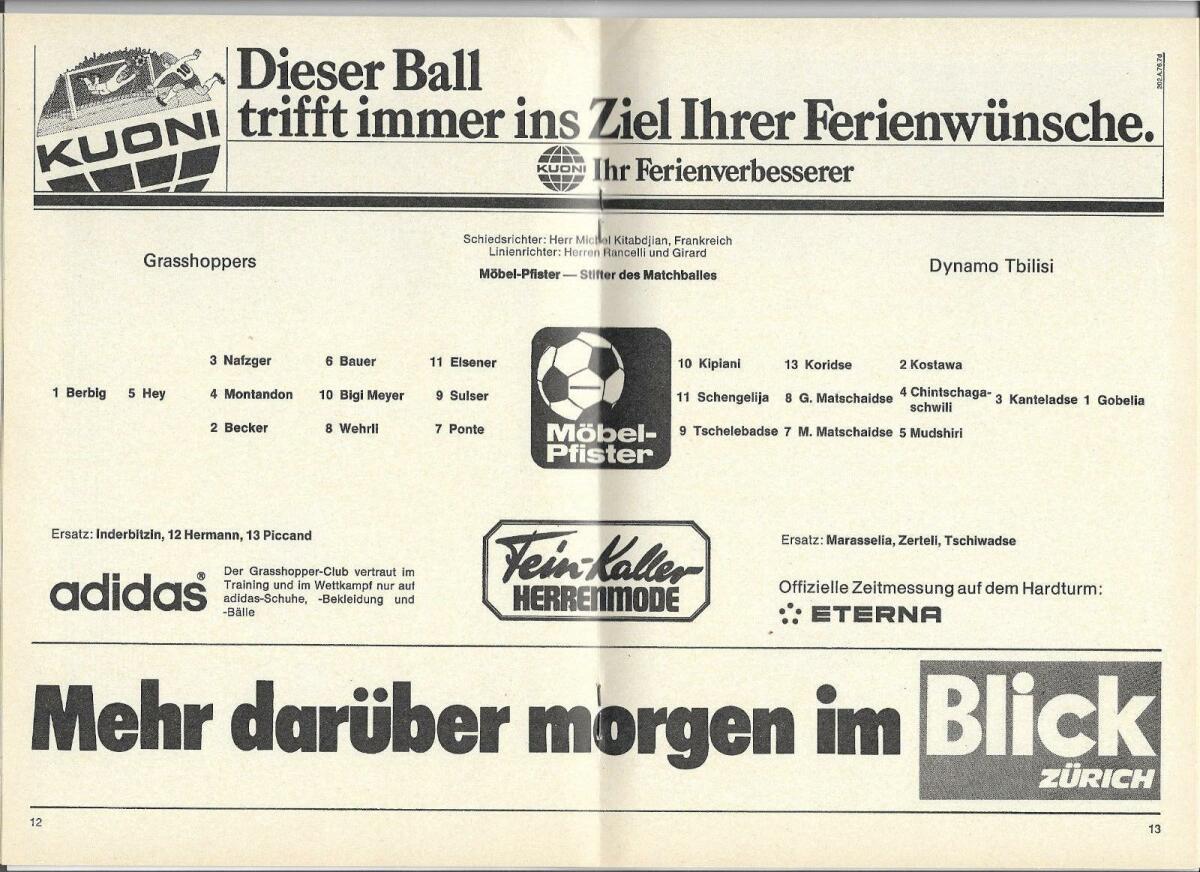 KUONI
Dieser Ball
trifft immer ins Ziel Ihrer Ferienwünsche.
KUONI Ihr Ferienverbesserer
Schiedsrichter: Herr Michel Kitabdjian, Frankreich
Linienrichter: Herren Rancelli und Girard
Möbel-Pfister — Stifter des Matchballes
Grasshoppers
Dynamo Tbilisi
3 Nafzger 6 Bauer 11 Elsener
1 Berbig 5 Hey 4 Montandon 10 Bigi Meyer 9 Sulser
2 Becker 8 Wehrli 7 Ponte
Möbel-
Pfister
10 Kipiani 13 Koridse 2 Kostawa
11 Schengelija 8 G. Matschaidse 4 Chintschaga-
schwili 3 Kanteladse 1 Gobelia
9 Tschelebadse 7 M. Matschaidse 5 Mudshiri
Ersatz: Inderbitzin, 12 Hermann, 13 Piccand
adidas®
Der Grasshopper-Club vertraut im
Training und im Wettkampf nur auf
adidas-Schuhe, -Bekleidung und
-Bälle
Fein-Kaller
HERRENMODE
Ersatz: Marasselia, Zerteli, Tschiwadse
Offizielle Zeitmessung auf dem Hardturm:
ETERNA
Mehr darüber morgen im
Blick
ZÜRICH
12
13